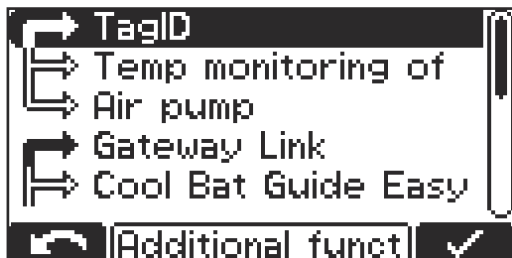 TagID
Temp monitoring of
Air pump
Gateway Link
Cool Bat Guide Easy
Additional funct